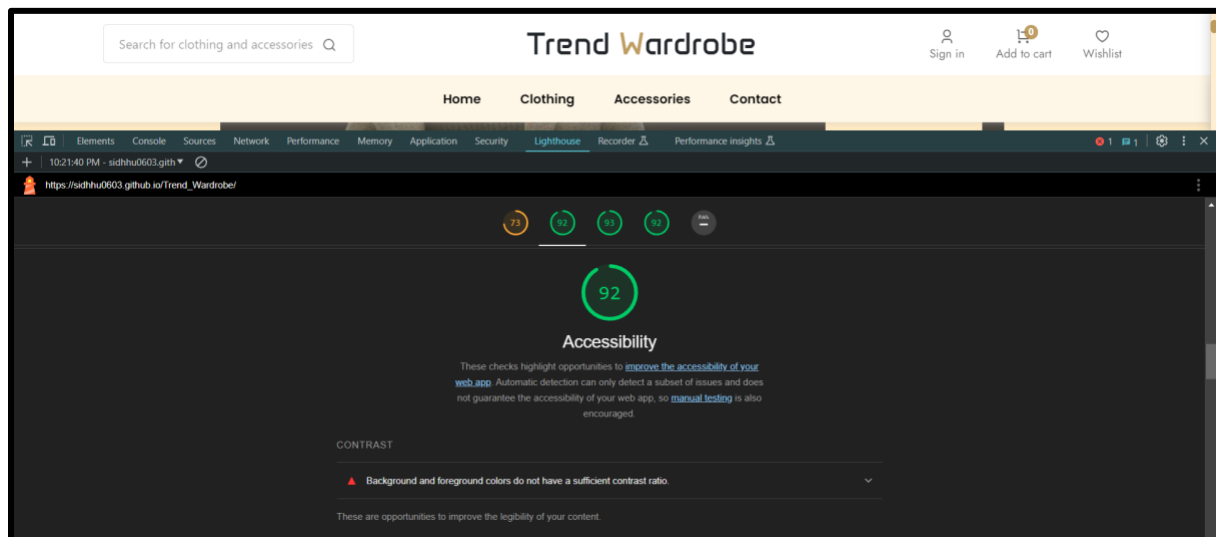 Search for clothing and accessories
Trend Wardrobe
0
Sign in
Add to cart
Wishlist
Home Clothing Accessories Contact
Elements Console Sources Network Performance Memory Application Security Lighthouse Recorder Performance insights 1 1
10:21:40 PM - sidhhu0603.gith
https://sidhhu0603.github.io/Trend_Wardrobe/
73 92 93 92 PWA
92
Accessibility
These checks highlight opportunities to improve the accessibility of your
web app. Automatic detection can only detect a subset of issues and does
not guarantee the accessibility of your web app, so manual testing is also
encouraged.
CONTRAST
Background and foreground colors do not have a sufficient contrast ratio.
These are opportunities to improve the legibility of your content.